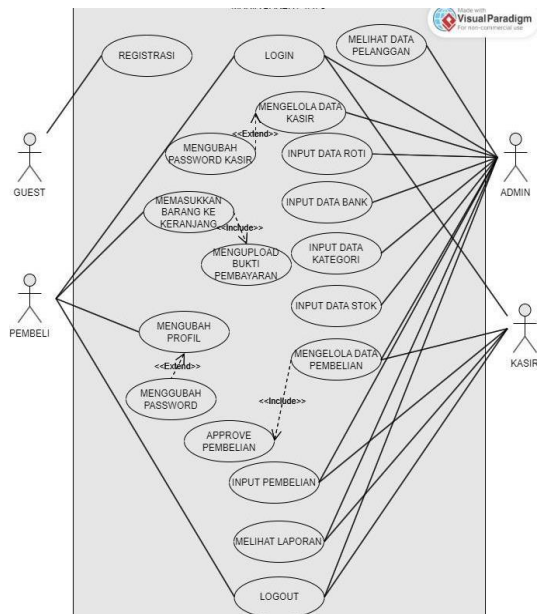 Made with
VisualParadigm
For non-commercial use
REGISTRASI
LOGIN
MELIHAT DATA
PELANGGAN
MENGELOLA DATA
KASIR
<<Extend>>
MENGUBAH
PASSWORD KASIR
INPUT DATA ROTI
GUEST
ADMIN
MEMASUKKAN
BARANG KE
KERANJANG
INPUT DATA BANK
<<Include>>
MENGUPLOAD
BUKTI
PEMBAYARAN
INPUT DATA
KATEGORI
INPUT DATA STOK
PEMBELI
MENGUBAH
PROFIL
KASIR
MENGELOLA DATA
PEMBELIAN
<<Extend>>
MENGGUBAH
PASSWORD
<<Include>>
APPROVE
PEMBELIAN
INPUT PEMBELIAN
MELIHAT LAPORAN
LOGOUT